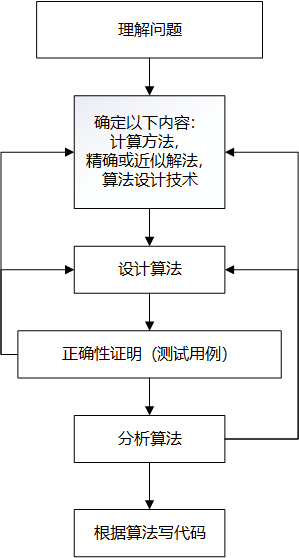 理解问题
确定以下内容：
计算方法，
精确或近似解法，
算法设计技术
设计算法
正确性证明（测试用例）
分析算法
根据算法写代码